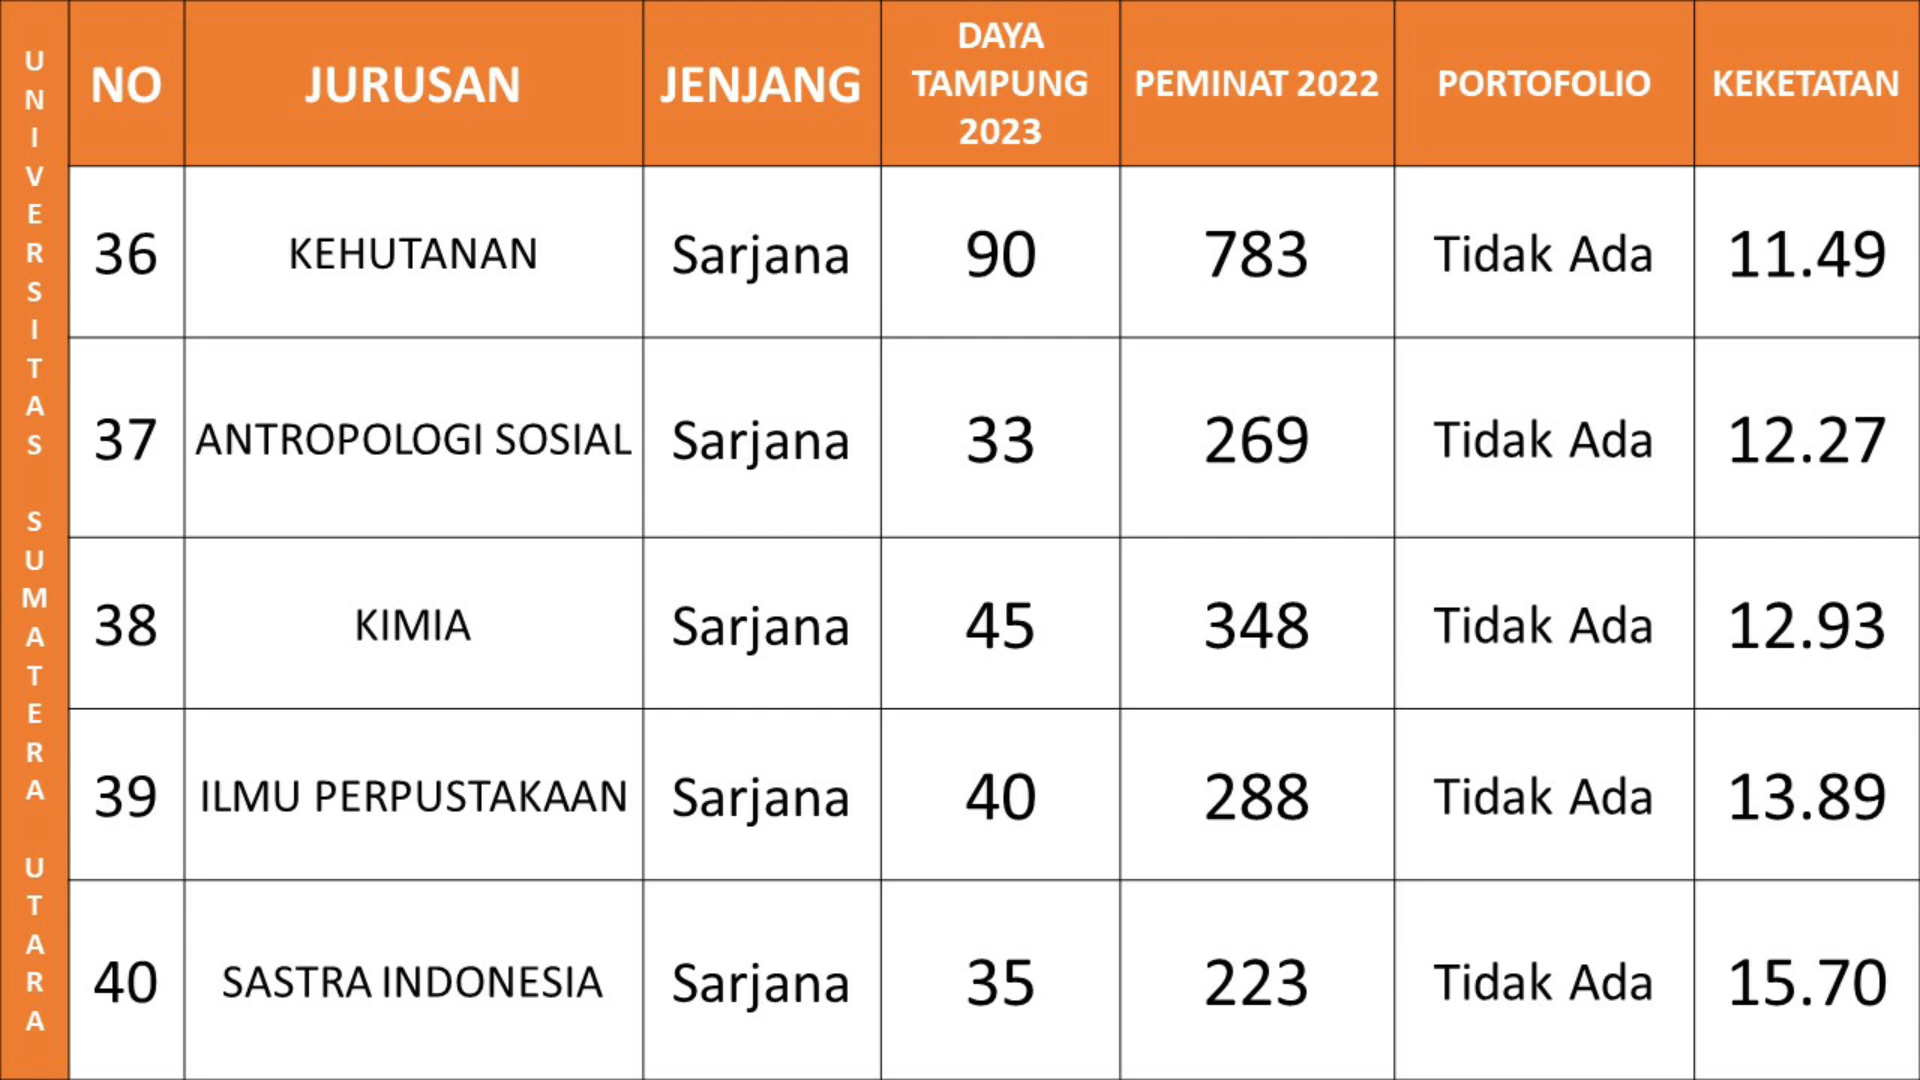 UNIVERSITAS SUMATERA UTARA
NO JURUSAN JENJANG DAYA TAMPUNG 2023 PEMINAT 2022 PORTOFOLIO KEKETATAN
36 KEHUTANAN Sarjana 90 783 Tidak Ada 11.49
37 ANTROPOLOGI SOSIAL Sarjana 33 269 Tidak Ada 12.27
38 KIMIA Sarjana 45 348 Tidak Ada 12.93
39 ILMU PERPUSTAKAAN Sarjana 40 288 Tidak Ada 13.89
40 SASTRA INDONESIA Sarjana 35 223 Tidak Ada 15.70